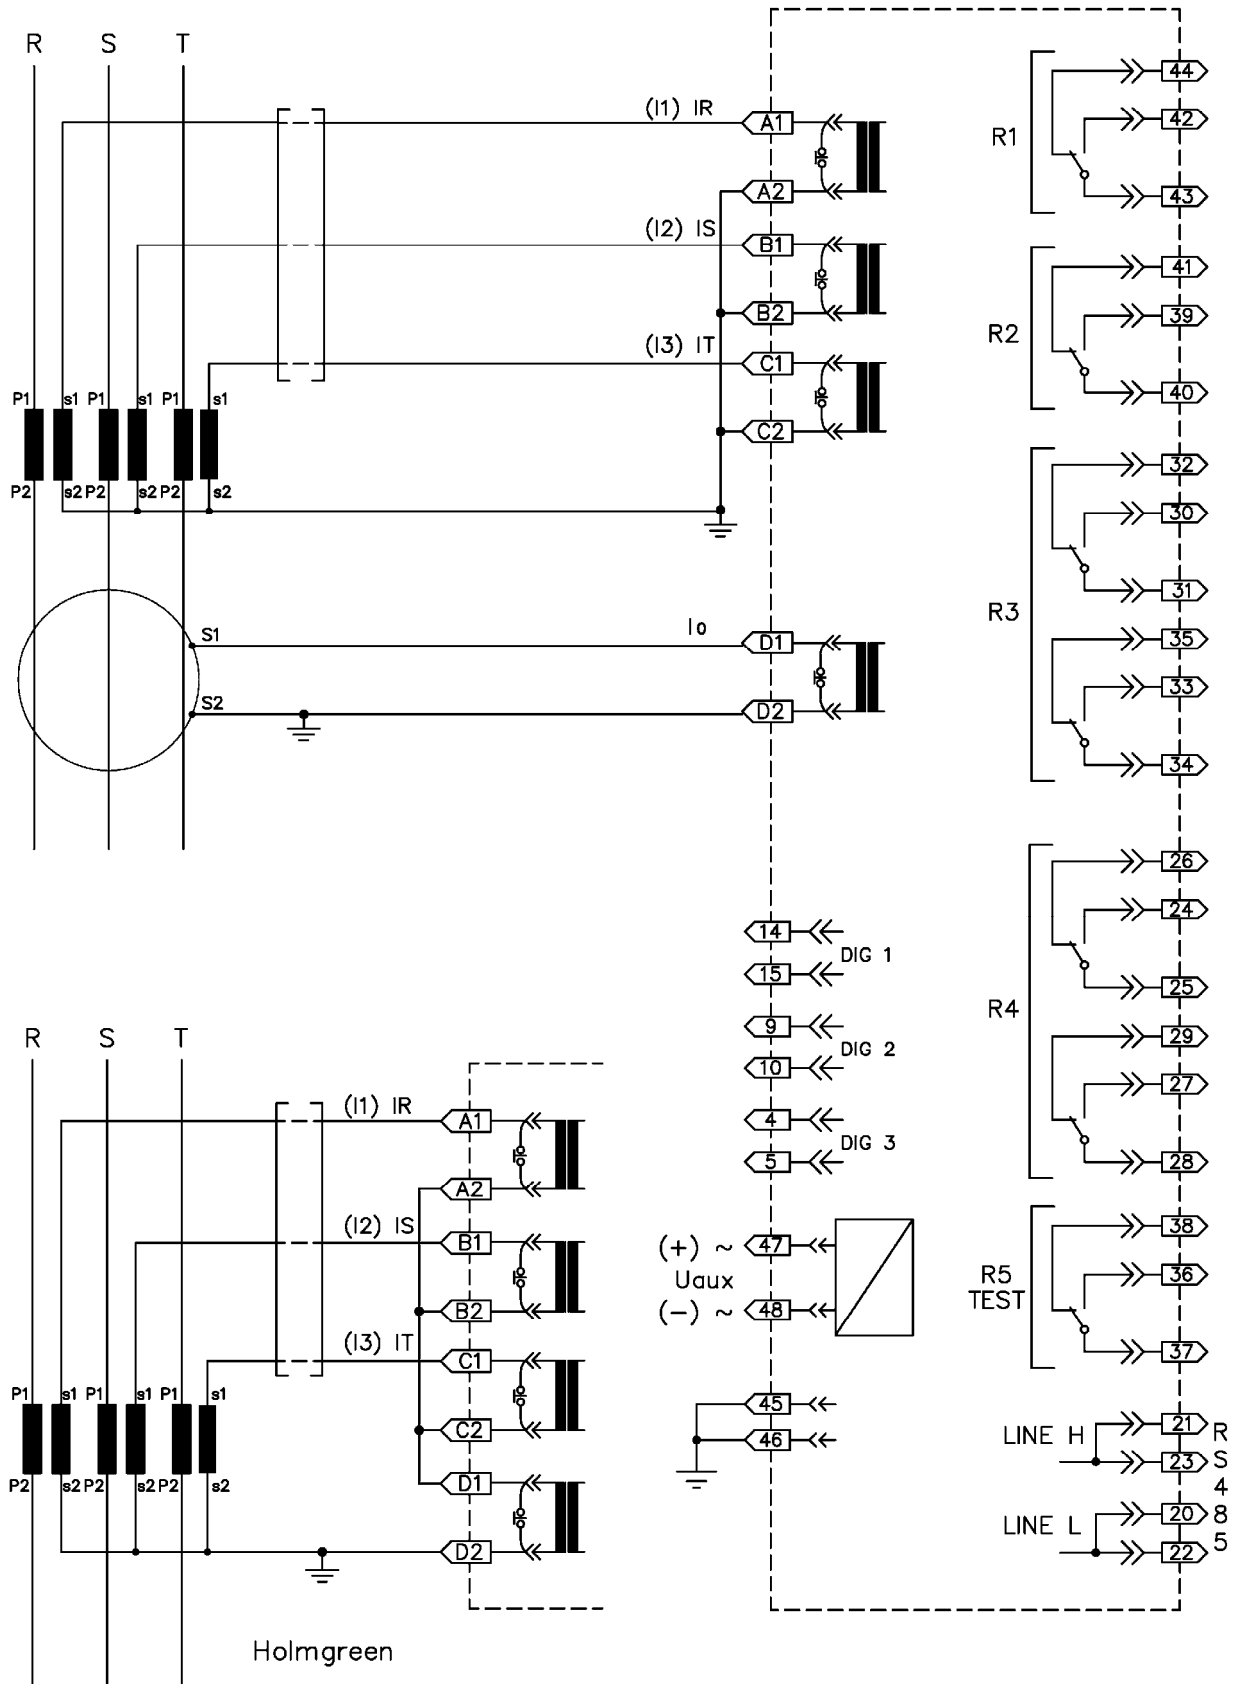 R S T
(I1) IR
A1
A2
(I2) IS
B1
B2
(I3) IT
C1
C2
P1 s1 P1 s1 P1 s1
P2 s2 P2 s2 P2 s2
S1
Io
D1
S2
D2
14
DIG 1
15
9
DIG 2
10
4
DIG 3
5
(+) ~ 47
Uaux
(-) ~ 48
45
46
R1
44
42
43
R2
41
39
40
R3
32
30
31
35
33
34
R4
26
24
25
29
27
28
R5
TEST
38
36
37
LINE H
21
23
LINE L
20
22
RS485
R S T
(I1) IR
A1
A2
(I2) IS
B1
B2
(I3) IT
C1
C2
D1
D2
P1 s1 P1 s1 P1 s1
P2 s2 P2 s2 P2 s2
Holmgreen